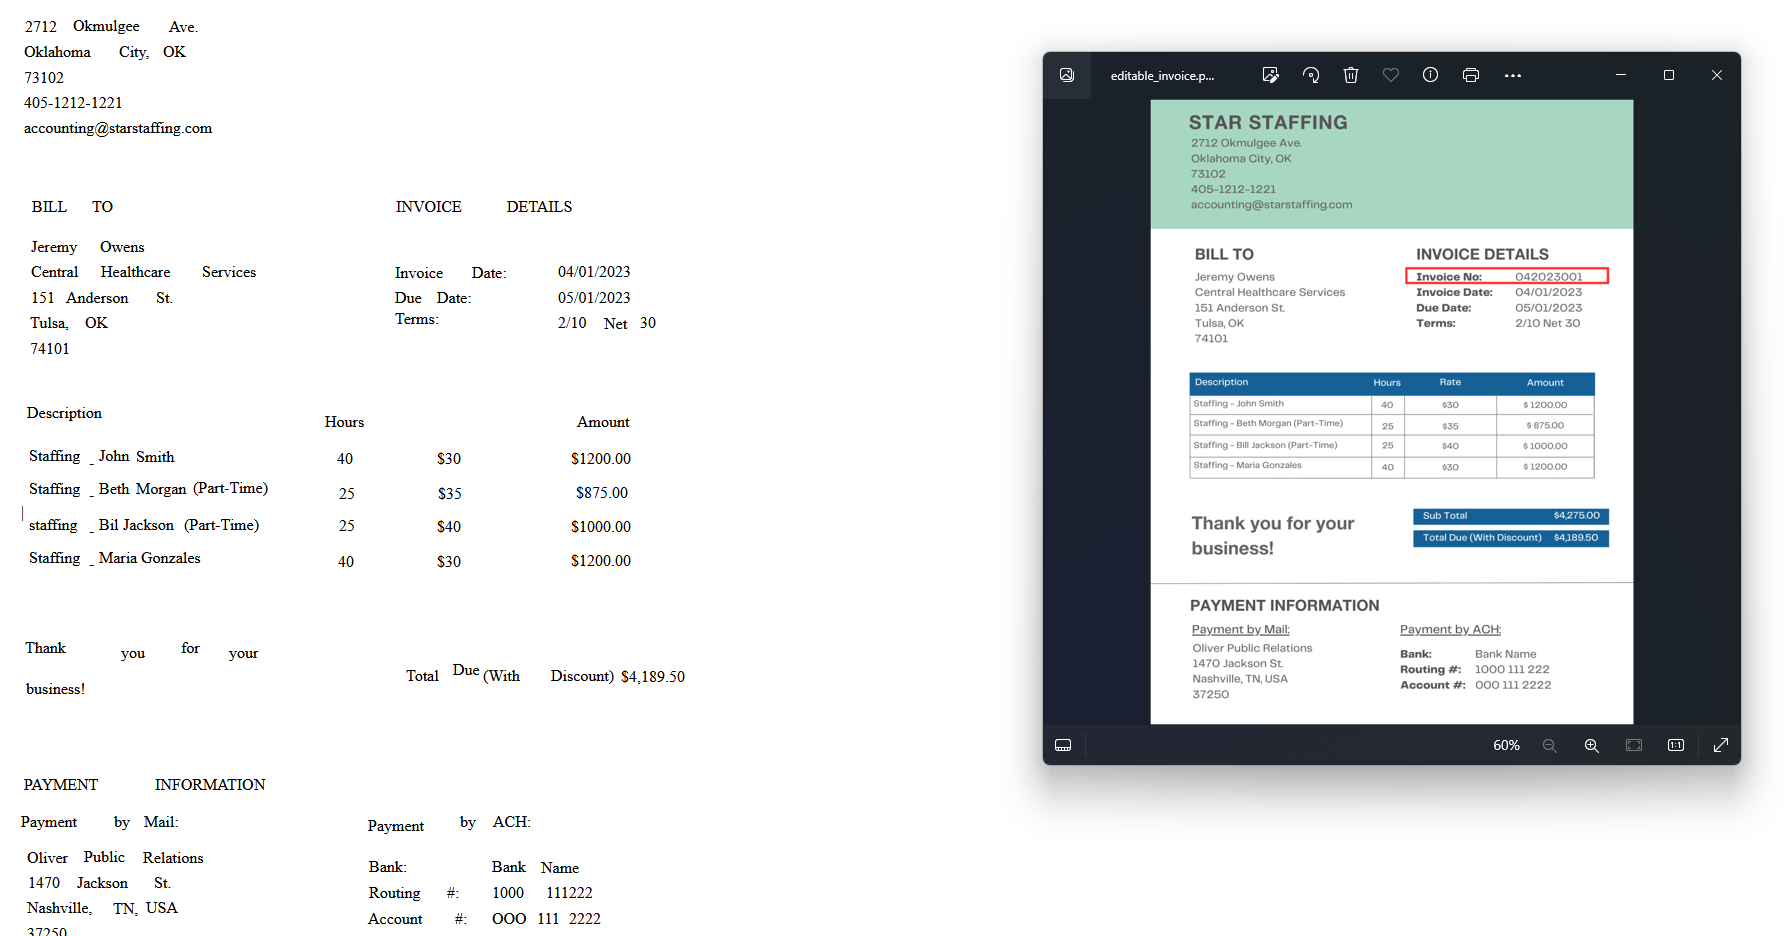 2712 Okmulgee Ave.
Oklahoma City, OK
73102
405-1212-1221
accounting@starstaffing.com
BILL TO
INVOICE DETAILS
Jeremy Owens
Central Healthcare Services
151 Anderson St.
Tulsa, OK
74101
Invoice Date: 04/01/2023
Due Date: 05/01/2023
Terms: 2/10 Net 30
Description Hours Amount
Staffing - John Smith 40 $30 $1200.00
Staffing - Beth Morgan (Part-Time) 25 $35 $875.00
staffing - Bil Jackson (Part-Time) 25 $40 $1000.00
Staffing - Maria Gonzales 40 $30 $1200.00
Thank you for your
business!
Total Due (With Discount) $4,189.50
PAYMENT INFORMATION
Payment by Mail:
Oliver Public Relations
1470 Jackson St.
Nashville, TN, USA
37250
Payment by ACH:
Bank: Bank Name
Routing #: 1000 111222
Account #: OOO 111 2222
editable_invoice.p...
STAR STAFFING
2712 Okmulgee Ave.
Oklahoma City, OK
73102
405-1212-1221
accounting@starstaffing.com
BILL TO
Jeremy Owens
Central Healthcare Services
151 Anderson St.
Tulsa, OK
74101
INVOICE DETAILS
Invoice No: 042023001
Invoice Date: 04/01/2023
Due Date: 05/01/2023
Terms: 2/10 Net 30
Description Hours Rate Amount
Staffing - John Smith 40 $30 $ 1200.00
Staffing - Beth Morgan (Part-Time) 25 $35 $ 875.00
Staffing - Bill Jackson (Part-Time) 25 $40 $ 1000.00
Staffing - Maria Gonzales 40 $30 $ 1200.00
Thank you for your
business!
Sub Total $4,275.00
Total Due (With Discount) $4,189.50
PAYMENT INFORMATION
Payment by Mail:
Oliver Public Relations
1470 Jackson St.
Nashville, TN, USA
37250
Payment by ACH:
Bank: Bank Name
Routing #: 1000 111 222
Account #: 000 111 2222
60%
1:1